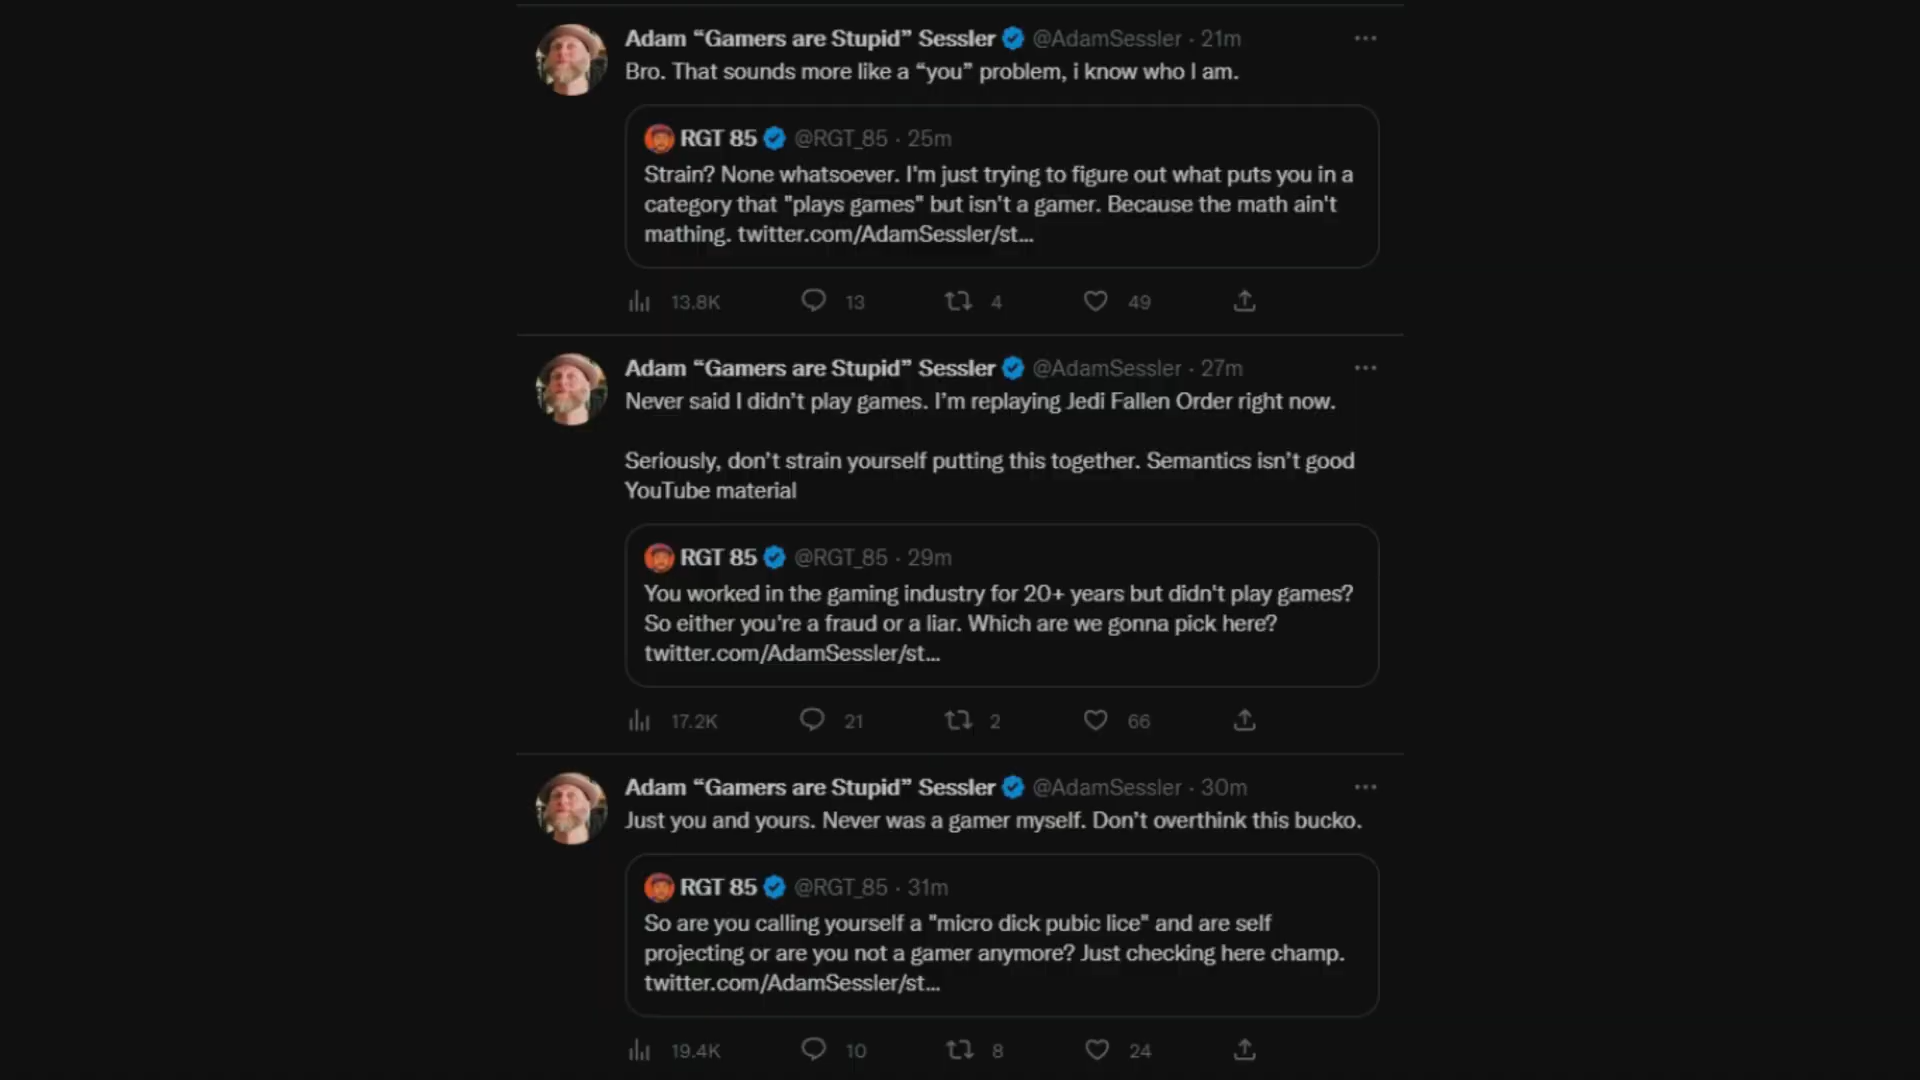 Adam “Gamers are Stupid” Sessler @AdamSessler · 21m
Bro. That sounds more like a “you” problem, i know who I am.
RGT 85 @RGT_85 · 25m
Strain? None whatsoever. I'm just trying to figure out what puts you in a
category that "plays games" but isn't a gamer. Because the math ain't
mathing. twitter.com/AdamSessler/st...
13.8K 13 4 49
Adam “Gamers are Stupid” Sessler @AdamSessler · 27m
Never said I didn’t play games. I’m replaying Jedi Fallen Order right now.
Seriously, don’t strain yourself putting this together. Semantics isn’t good
YouTube material
RGT 85 @RGT_85 · 29m
You worked in the gaming industry for 20+ years but didn't play games?
So either you're a fraud or a liar. Which are we gonna pick here?
twitter.com/AdamSessler/st...
17.2K 21 2 66
Adam “Gamers are Stupid” Sessler @AdamSessler · 30m
Just you and yours. Never was a gamer myself. Don’t overthink this bucko.
RGT 85 @RGT_85 · 31m
So are you calling yourself a "micro dick pubic lice" and are self
projecting or are you not a gamer anymore? Just checking here champ.
twitter.com/AdamSessler/st...
19.4K 10 8 24